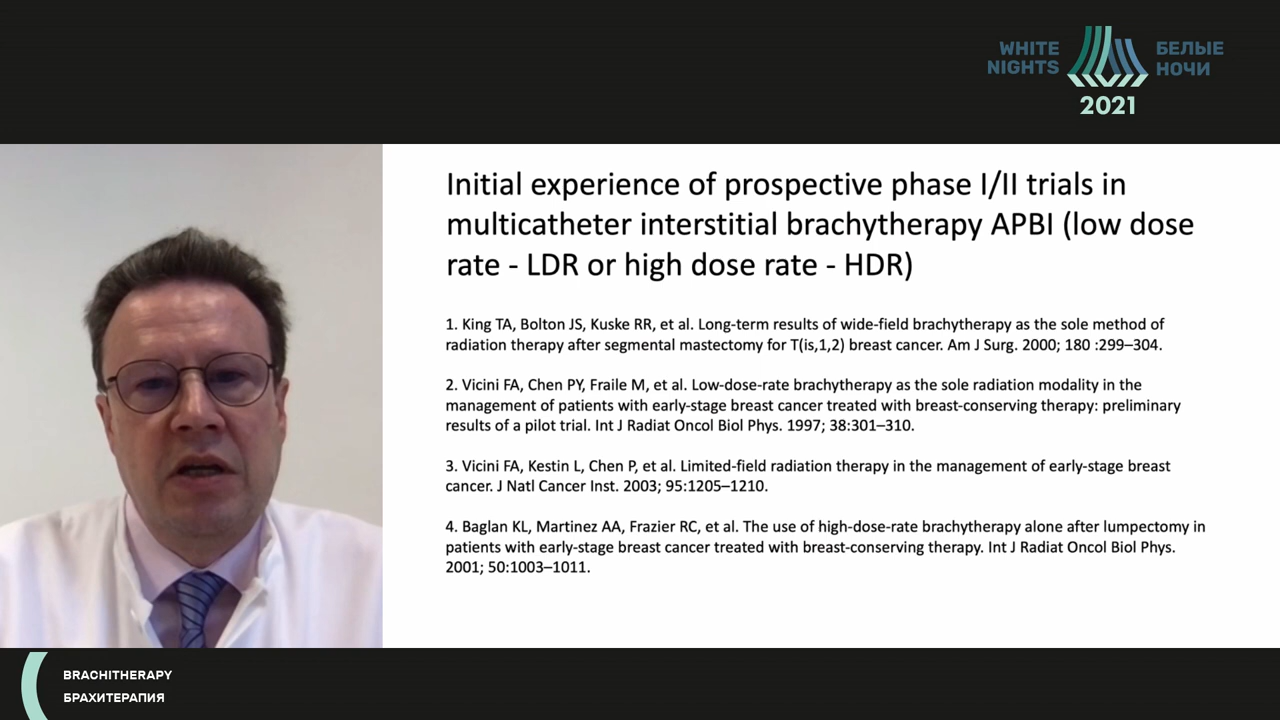 WHITE
NIGHTS
БЕЛЫЕ
НОЧИ
2021
Initial experience of prospective phase I/II trials in
multicatheter interstitial brachytherapy APBI (low dose
rate - LDR or high dose rate - HDR)
1. King TA, Bolton JS, Kuske RR, et al. Long-term results of wide-field brachytherapy as the sole method of
radiation therapy after segmental mastectomy for T(is,1,2) breast cancer. Am J Surg. 2000; 180 :299–304.
2. Vicini FA, Chen PY, Fraile M, et al. Low-dose-rate brachytherapy as the sole radiation modality in the
management of patients with early-stage breast cancer treated with breast-conserving therapy: preliminary
results of a pilot trial. Int J Radiat Oncol Biol Phys. 1997; 38:301–310.
3. Vicini FA, Kestin L, Chen P, et al. Limited-field radiation therapy in the management of early-stage breast
cancer. J Natl Cancer Inst. 2003; 95:1205–1210.
4. Baglan KL, Martinez AA, Frazier RC, et al. The use of high-dose-rate brachytherapy alone after lumpectomy in
patients with early-stage breast cancer treated with breast-conserving therapy. Int J Radiat Oncol Biol Phys.
2001; 50:1003–1011.
BRACHITHERAPY
БРАХИТЕРАПИЯ